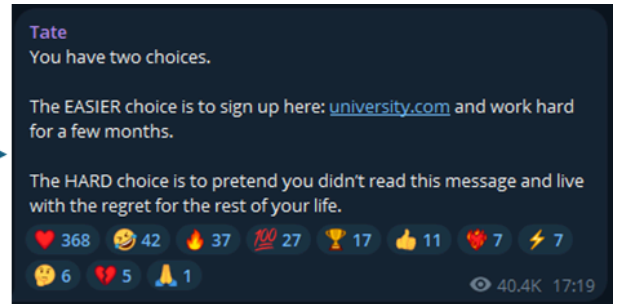 Tate
You have two choices.
The EASIER choice is to sign up here: university.com and work hard
for a few months.
The HARD choice is to pretend you didn't read this message and live
with the regret for the rest of your life.
❤️ 368 🤣 42 🔥 37 💯 27 🏆 17 👍 11 ❤️‍🔥 7 ⚡ 7
🤔 6 💔 5 🙏 1 40.4K 17:19